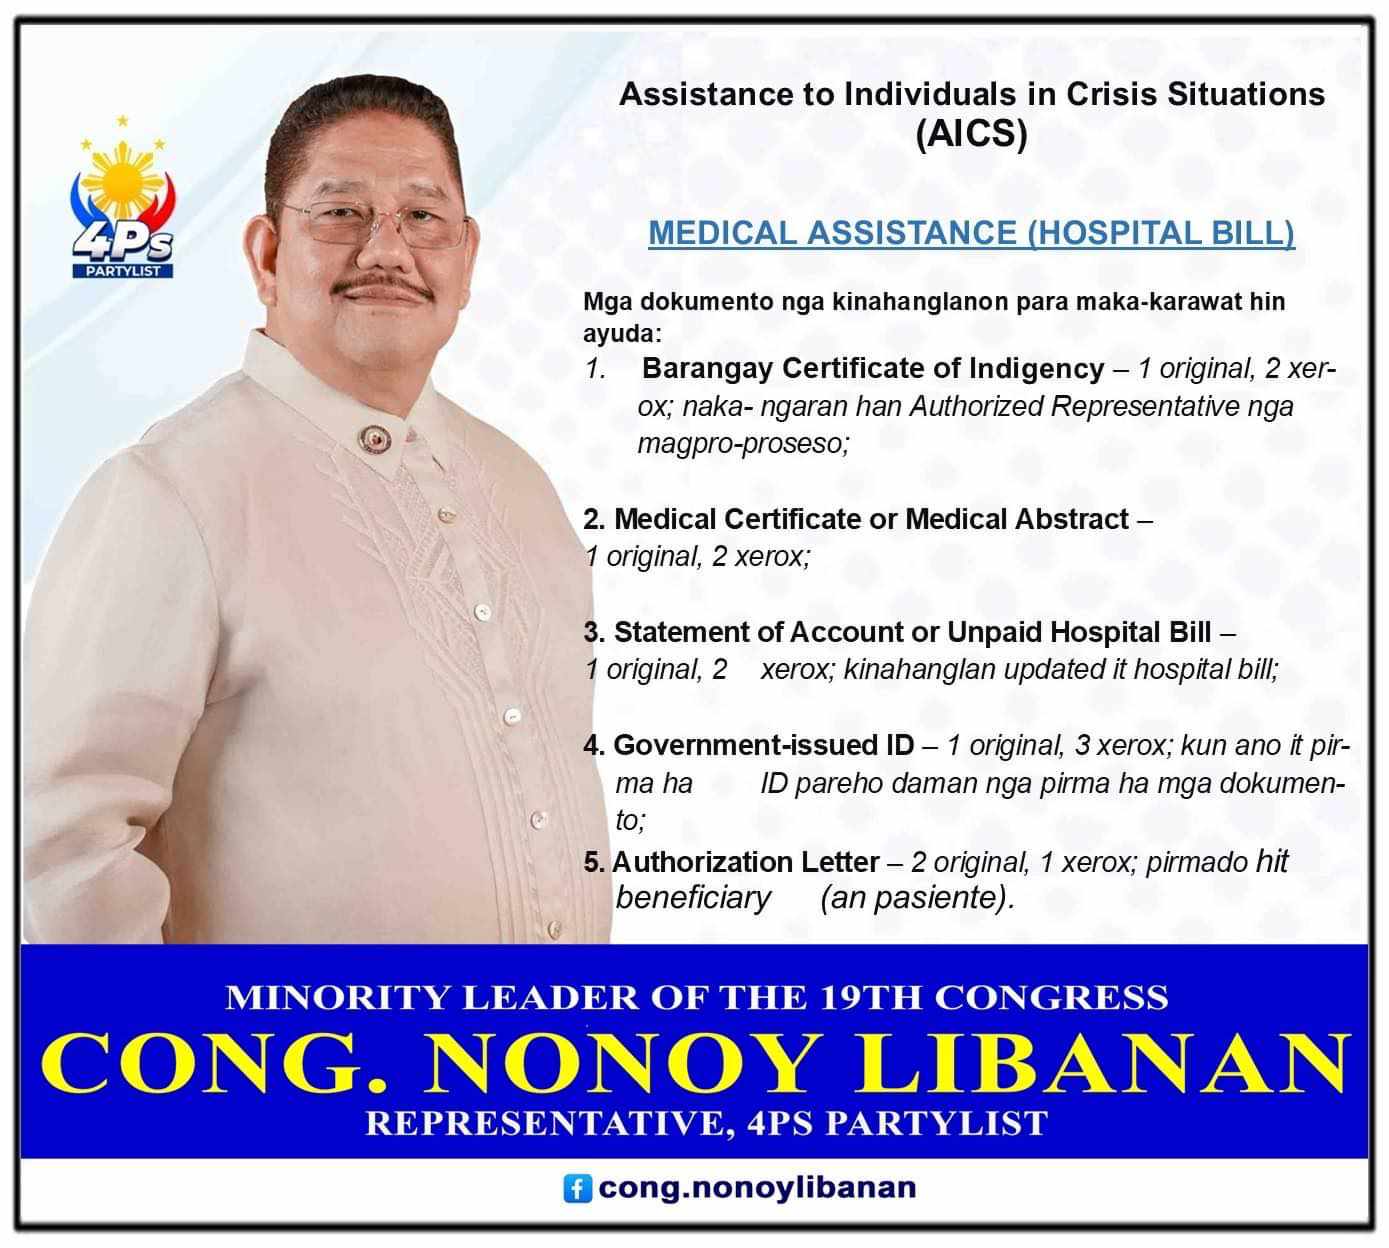 4Ps
PARTYLIST
Assistance to Individuals in Crisis Situations
(AICS)
MEDICAL ASSISTANCE (HOSPITAL BILL)
Mga dokumento nga kinahanglanon para maka-karawat hin
ayuda:
1. Barangay Certificate of Indigency – 1 original, 2 xer-
ox; naka- ngaran han Authorized Representative nga
magpro-proseso;
2. Medical Certificate or Medical Abstract –
1 original, 2 xerox;
3. Statement of Account or Unpaid Hospital Bill –
1 original, 2 xerox; kinahanglan updated it hospital bill;
4. Government-issued ID – 1 original, 3 xerox; kun ano it pir-
ma ha ID pareho daman nga pirma ha mga dokumen-
to;
5. Authorization Letter – 2 original, 1 xerox; pirmado hit
beneficiary (an pasiente).
MINORITY LEADER OF THE 19TH CONGRESS
CONG. NONOY LIBANAN
REPRESENTATIVE, 4PS PARTYLIST
f cong.nonoylibanan